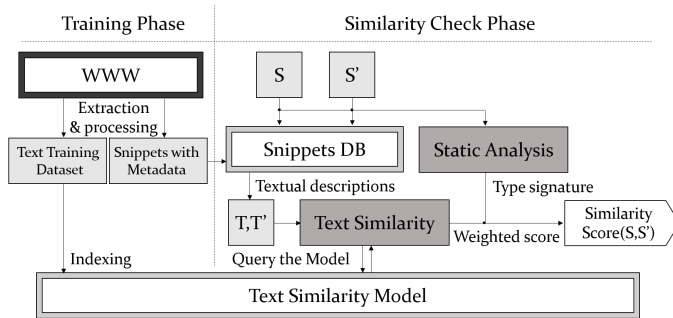 Training Phase
Similarity Check Phase
WWW
S
S’
Extraction
& processing
Text Training
Dataset
Snippets with
Metadata
Snippets DB
Static Analysis
Textual descriptions
Type signature
T,T’
Text Similarity
Weighted score
Similarity
Score(S,S’)
Indexing
Query the Model
Text Similarity Model